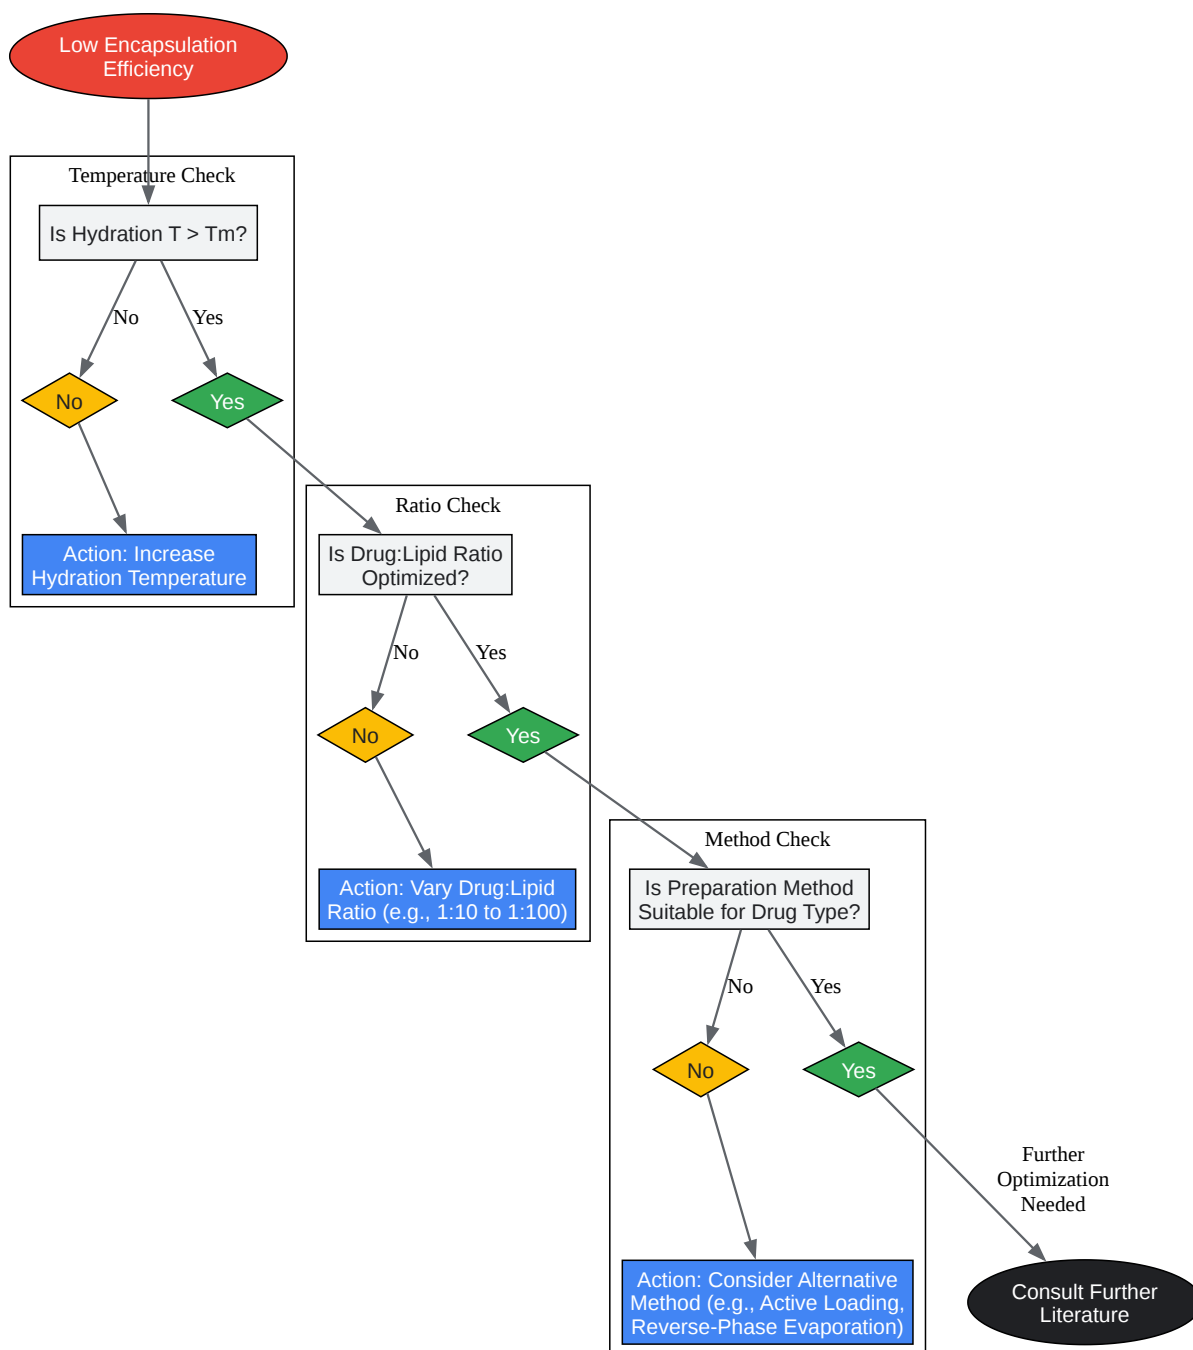 Low Encapsulation
Efficiency
Temperature Check
Is Hydration T > Tm?
No
Yes
No
Yes
Action: Increase
Hydration Temperature
Ratio Check
Is Drug:Lipid Ratio
Optimized?
No
Yes
No
Yes
Action: Vary Drug:Lipid
Ratio (e.g., 1:10 to 1:100)
Method Check
Is Preparation Method
Suitable for Drug Type?
No
Yes
No
Yes
Further
Optimization
Needed
Action: Consider Alternative
Method (e.g., Active Loading,
Reverse-Phase Evaporation)
Consult Further
Literature